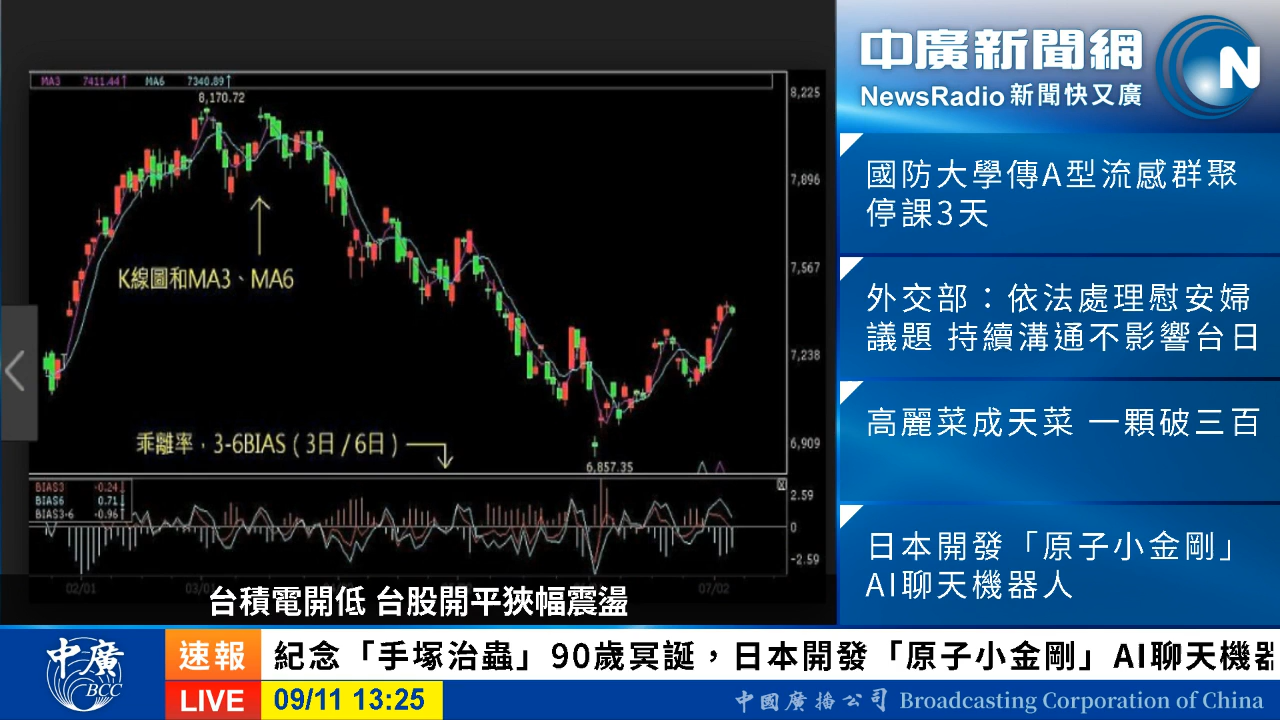 MA3 7411.44↑ MA6 7340.89↑
8,170.72
8,225
7,896
7,567
7,238
6,909
K線圖和MA3、MA6
乖離率，3-6BIAS（3日/6日）
6,857.35
BIAS3 -0.24↓
BIAS6 0.71↓
BIAS3-6 -0.96↑
2.59
0
-2.59
02/01
03/01
07/02
台積電開低 台股開平狹幅震盪
中廣新聞網
NewsRadio 新聞快又廣
N
國防大學傳A型流感群聚
停課3天
外交部：依法處理慰安婦
議題 持續溝通不影響台日
高麗菜成天菜 一顆破三百
日本開發「原子小金剛」
AI聊天機器人
中廣
BCC
速報
紀念「手塚治蟲」90歲冥誕，日本開發「原子小金剛」AI聊天機器
LIVE
09/11 13:25
中國廣播公司 Broadcasting Corporation of China